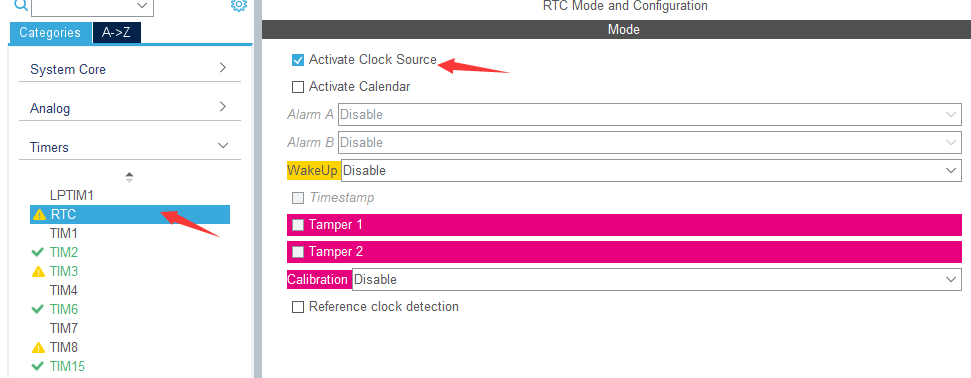 RTC Mode and Configuration
Categories
A->Z
Mode
System Core
Analog
Timers
LPTIM1
RTC
TIM1
TIM2
TIM3
TIM4
TIM6
TIM7
TIM8
TIM15
Activate Clock Source
Activate Calendar
Alarm A Disable
Alarm B Disable
WakeUp Disable
Timestamp
Tamper 1
Tamper 2
Calibration Disable
Reference clock detection